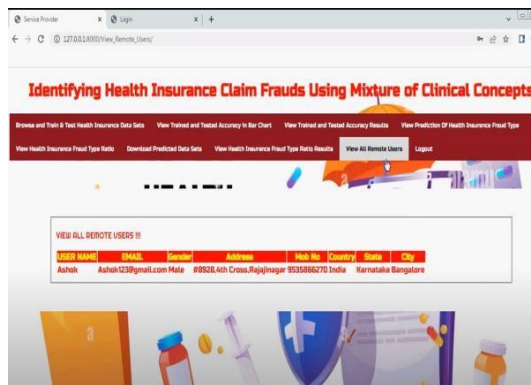 Service Provider
Login
127.0.0.1:8000/View_Remote_Users/
Identifying Health Insurance Claim Frauds Using Mixture of Clinical Concepts
Browse and Train & Test Health Insurance Data Sets View Trained and Tested Accuracy in Bar Chart View Trained and Tested Accuracy Results View Prediction Of Health Insurance Fraud Type
View Health Insurance Fraud Type Ratio Download Predicted Data Sets View Health Insurance Fraud Type Ratio Results View All Remote Users Logout
VIEW ALL REMOTE USERS !!!
USER NAME EMAIL Gender Address Mob No Country State City
Ashok Ashok123@gmail.com Male #8928,4th Cross,Rajajinagar 9535866270 India Karnataka Bangalore